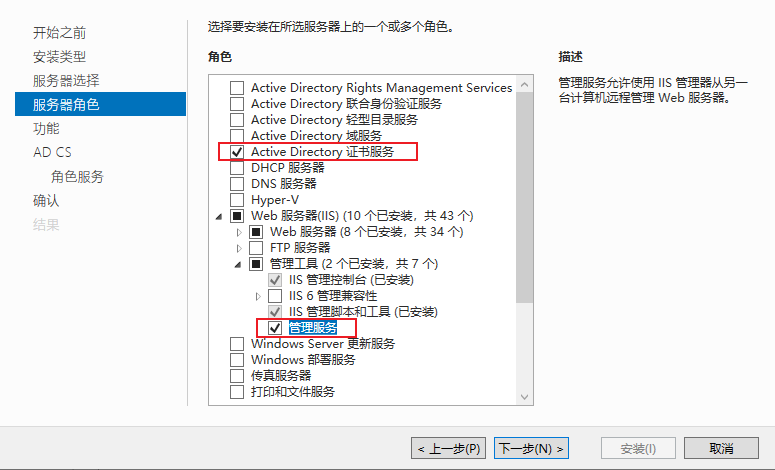 开始之前
安装类型
服务器选择
服务器角色
功能
AD CS
角色服务
确认
结果
选择要安装在所选服务器上的一个或多个角色。
角色
Active Directory Rights Management Services
Active Directory 联合身份验证服务
Active Directory 轻型目录服务
Active Directory 域服务
Active Directory 证书服务
DHCP 服务器
DNS 服务器
Hyper-V
Web 服务器(IIS) (10 个已安装，共 43 个)
Web 服务器 (8 个已安装，共 34 个)
FTP 服务器
管理工具 (2 个已安装，共 7 个)
IIS 管理控制台 (已安装)
IIS 6 管理兼容性
IIS 管理脚本和工具 (已安装)
管理服务
Windows Server 更新服务
Windows 部署服务
传真服务器
打印和文件服务
描述
管理服务允许使用 IIS 管理器从另一
台计算机远程管理 Web 服务器。
< 上一步(P)
下一步(N) >
安装(I)
取消